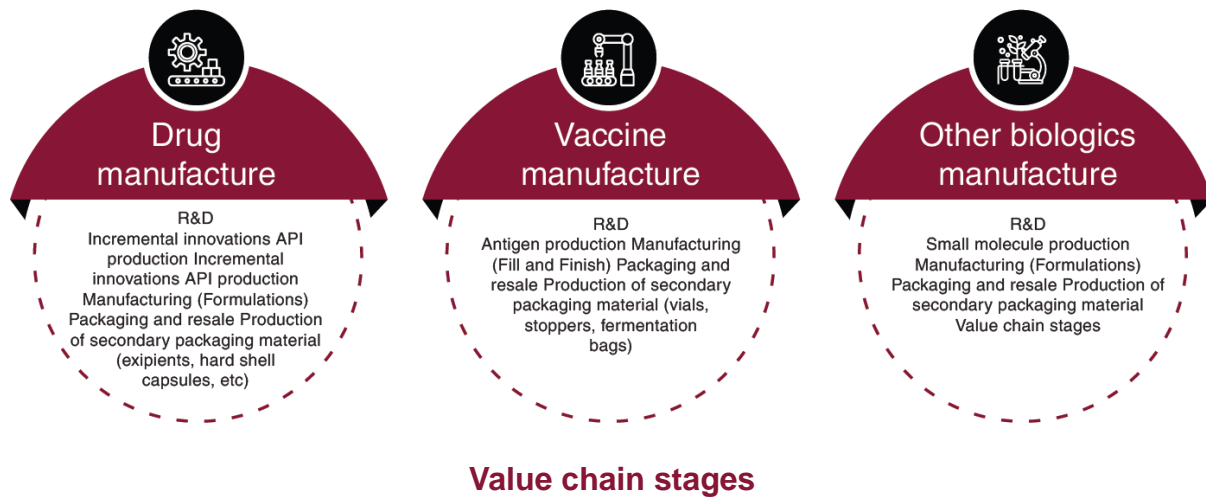 Drug
manufacture
R&D
Incremental innovations API
production Incremental
innovations API production
Manufacturing (Formulations)
Packaging and resale Production
of secondary packaging material
(exipients, hard shell
capsules, etc)
Vaccine
manufacture
R&D
Antigen production Manufacturing
(Fill and Finish) Packaging and
resale Production of secondary
packaging material (vials,
stoppers, fermentation
bags)
Other biologics
manufacture
R&D
Small molecule production
Manufacturing (Formulations)
Packaging and resale Production of
secondary packaging material
Value chain stages
Value chain stages